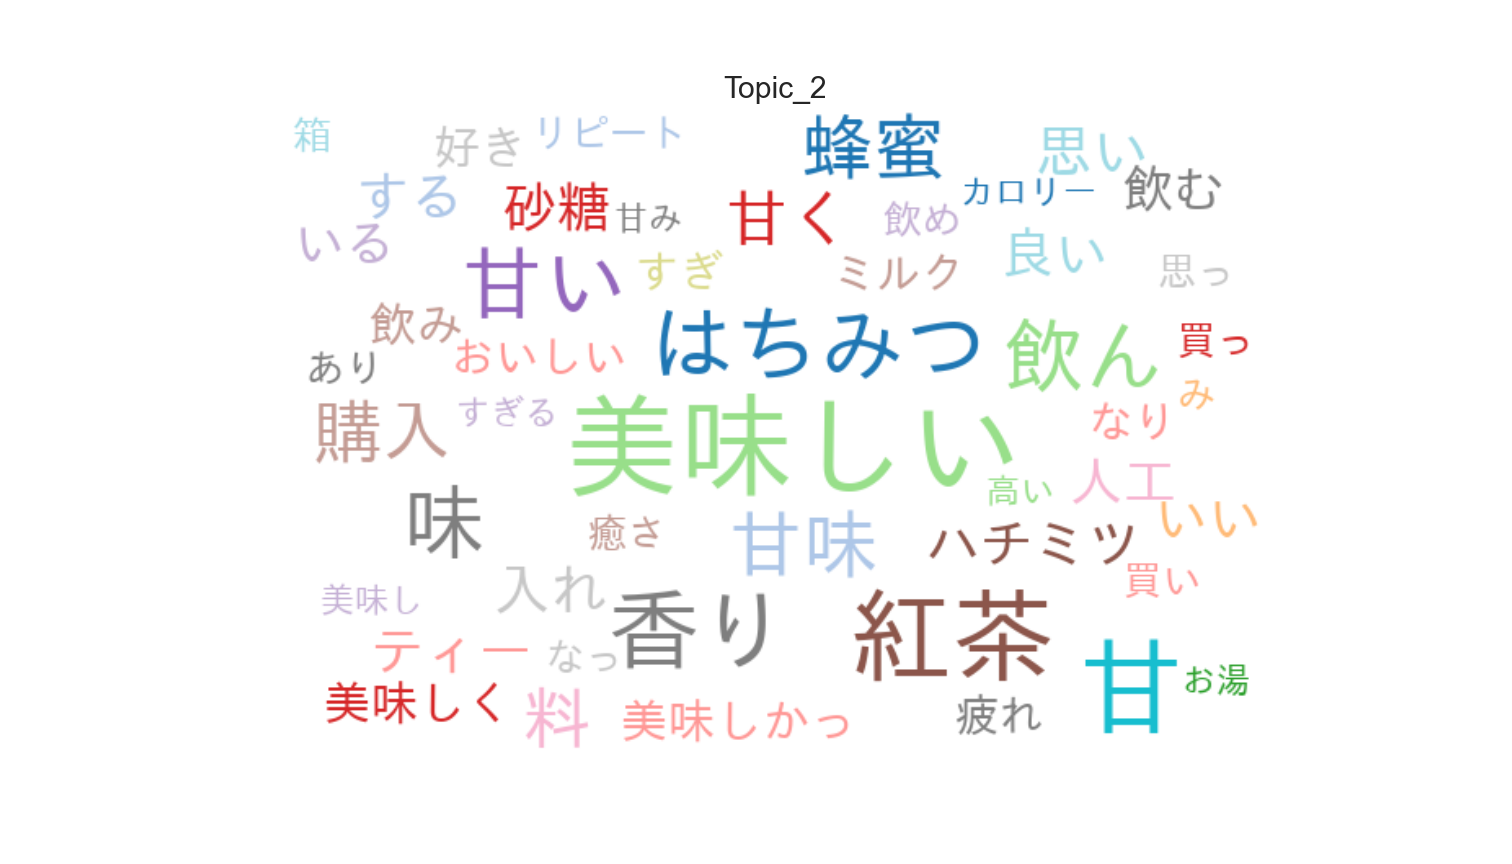 Topic_2
箱
好き
リピート
蜂蜜
思い
する
砂糖
甘み
甘く
飲め
カロリー
飲む
いる
甘い
すぎ
ミルク
良い
思っ
飲み
おいしい
はちみつ
飲ん
買っ
あり
購入
すぎる
美味しい
なり
み
高い
人工
いい
味
癒さ
甘味
ハチミツ
買い
美味し
入れ
香り
紅茶
甘
お湯
ティー
なっ
美味しく
料
美味しかっ
疲れ